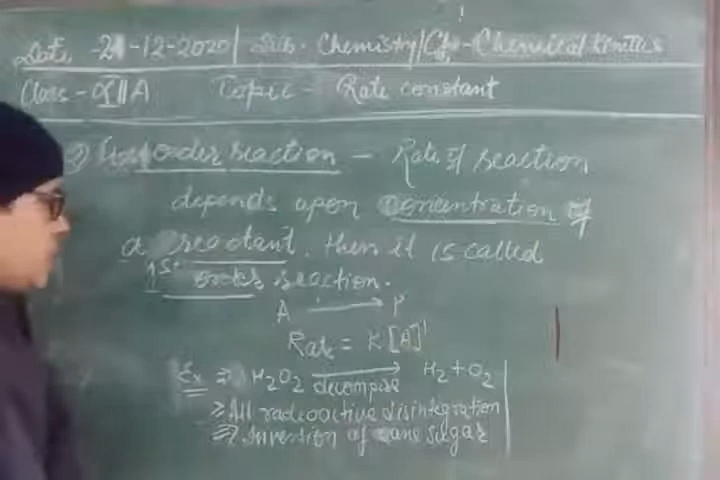 Date -21-12-2020 | Sub. Chemistry/Ch- Chemical Kinetics
Class - XII A Topic - Rate constant
First order reaction - Rate of reaction
depends upon concentration of
a reactant. then it is called
1st order reaction.
A → P
Rate = K[A]¹
Ex ⇒ H₂O₂ decompose → H₂ + O₂
⇒ All radioactive disintegration
⇒ Invertion of cane sugar